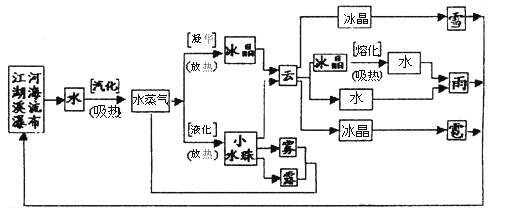 江河
湖海
溪流
瀑布
水
[汽化]
(吸热)
水蒸气
[凝华]
(放热)
冰晶
[液化]
(放热)
小
水珠
雾
露
云
冰晶
雪
冰晶
[熔化]
(吸热)
水
水
雨
冰晶
雹